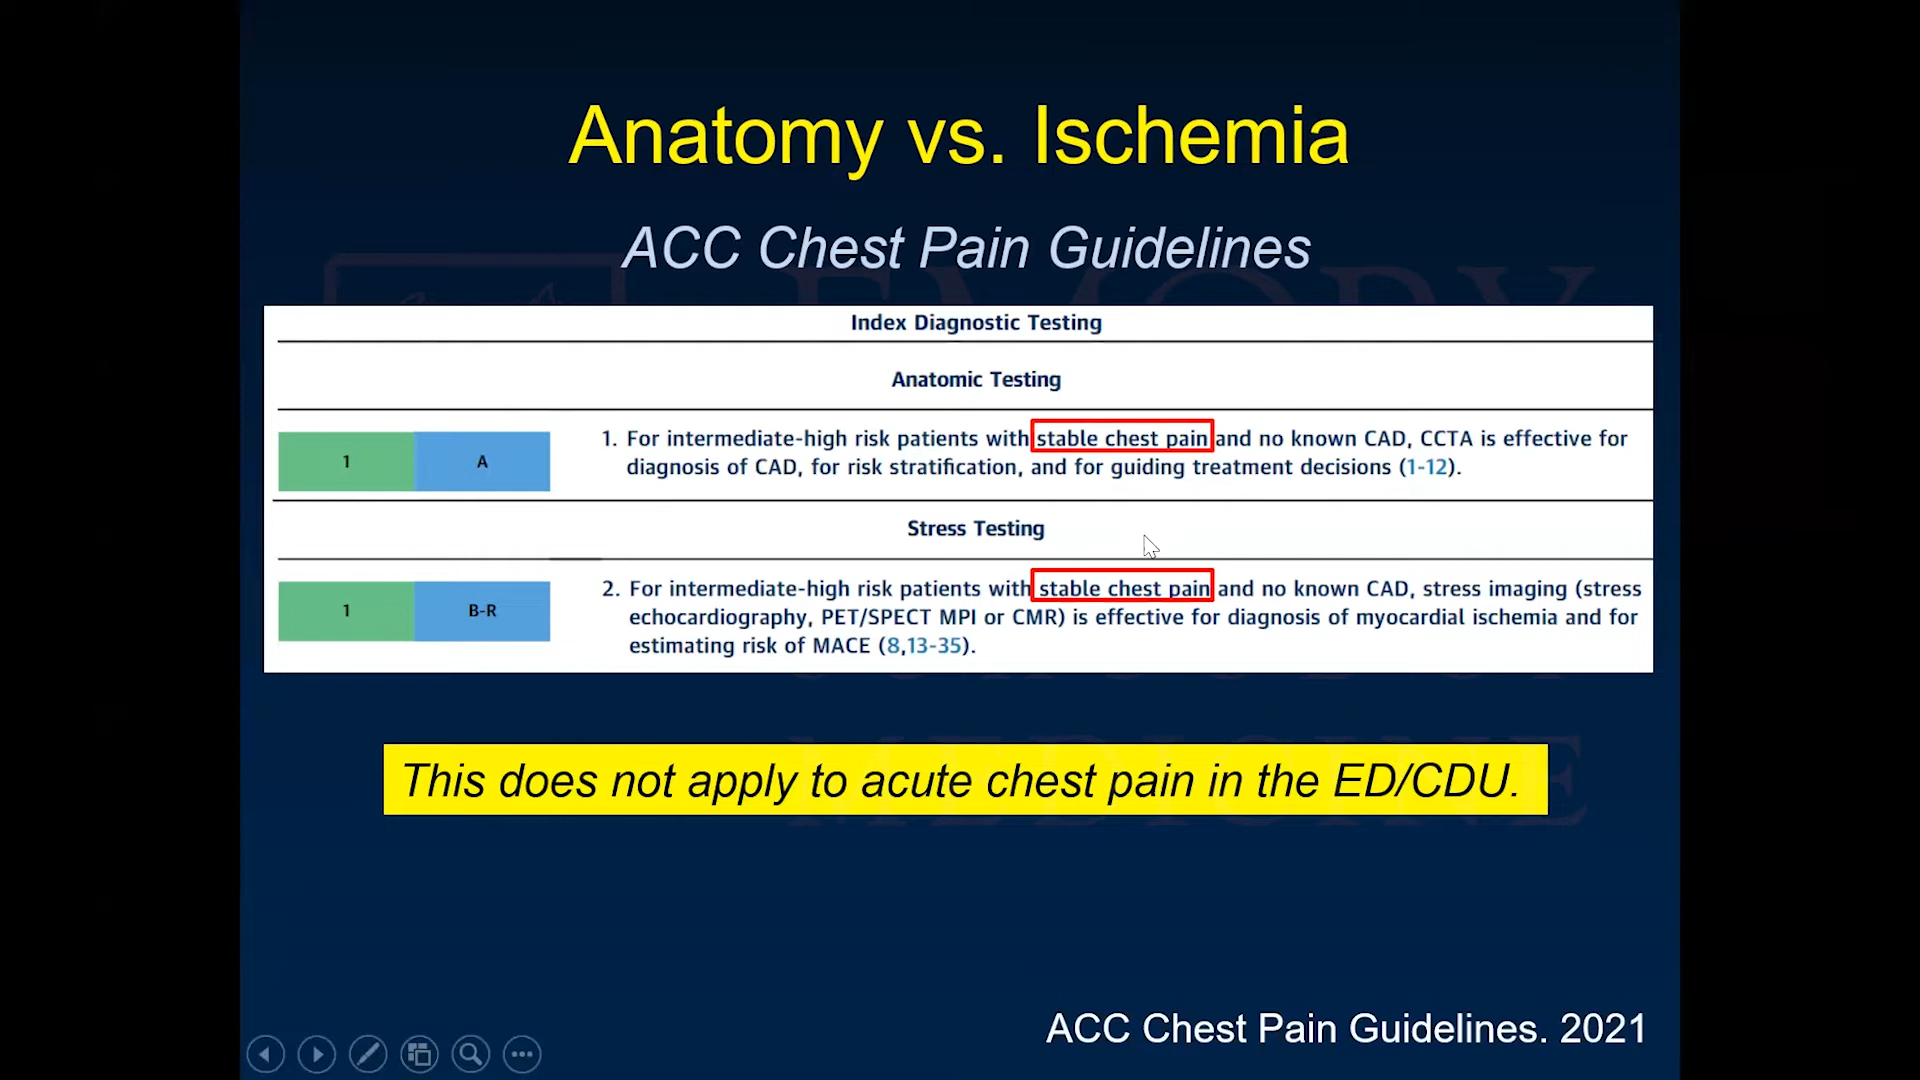 Anatomy vs. Ischemia
ACC Chest Pain Guidelines
EMORY
Index Diagnostic Testing
Anatomic Testing
1 A 1. For intermediate-high risk patients with stable chest pain and no known CAD, CCTA is effective for
diagnosis of CAD, for risk stratification, and for guiding treatment decisions (1-12).
Stress Testing
1 B-R 2. For intermediate-high risk patients with stable chest pain and no known CAD, stress imaging (stress
echocardiography, PET/SPECT MPI or CMR) is effective for diagnosis of myocardial ischemia and for
estimating risk of MACE (8,13-35).
MEDICINE
This does not apply to acute chest pain in the ED/CDU.
ACC Chest Pain Guidelines. 2021